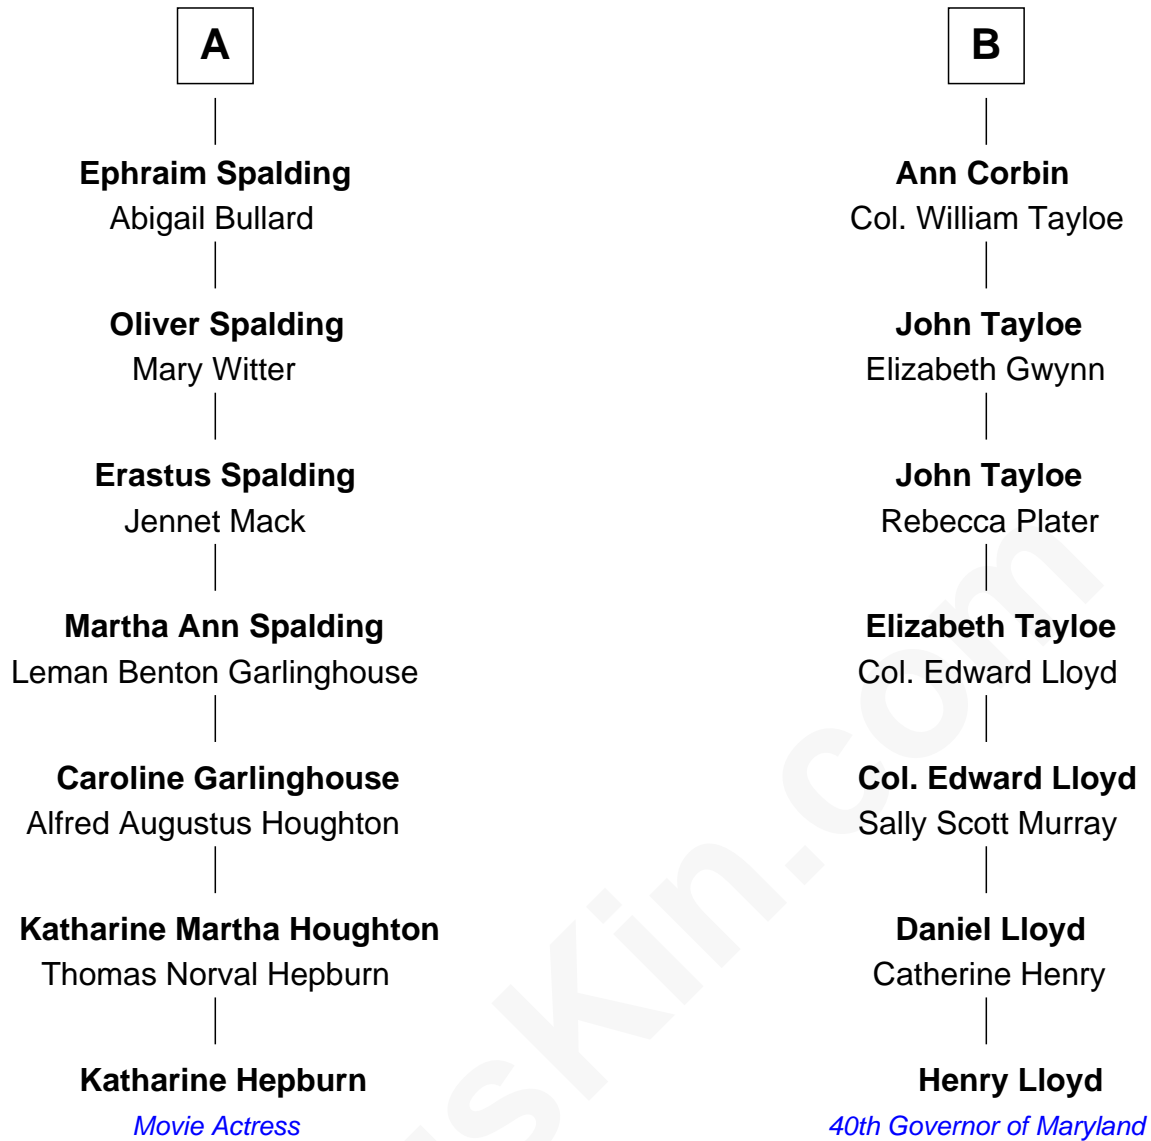 A
Ephraim Spalding
Abigail Bullard
Oliver Spalding
Mary Witter
Erastus Spalding
Jennet Mack
Martha Ann Spalding
Leman Benton Garlinghouse
Caroline Garlinghouse
Alfred Augustus Houghton
Katharine Martha Houghton
Thomas Norval Hepburn
Katharine Hepburn
Movie Actress
B
Ann Corbin
Col. William Tayloe
John Tayloe
Elizabeth Gwynn
John Tayloe
Rebecca Plater
Elizabeth Tayloe
Col. Edward Lloyd
Col. Edward Lloyd
Sally Scott Murray
Daniel Lloyd
Catherine Henry
Henry Lloyd
40th Governor of Maryland
sKin.com